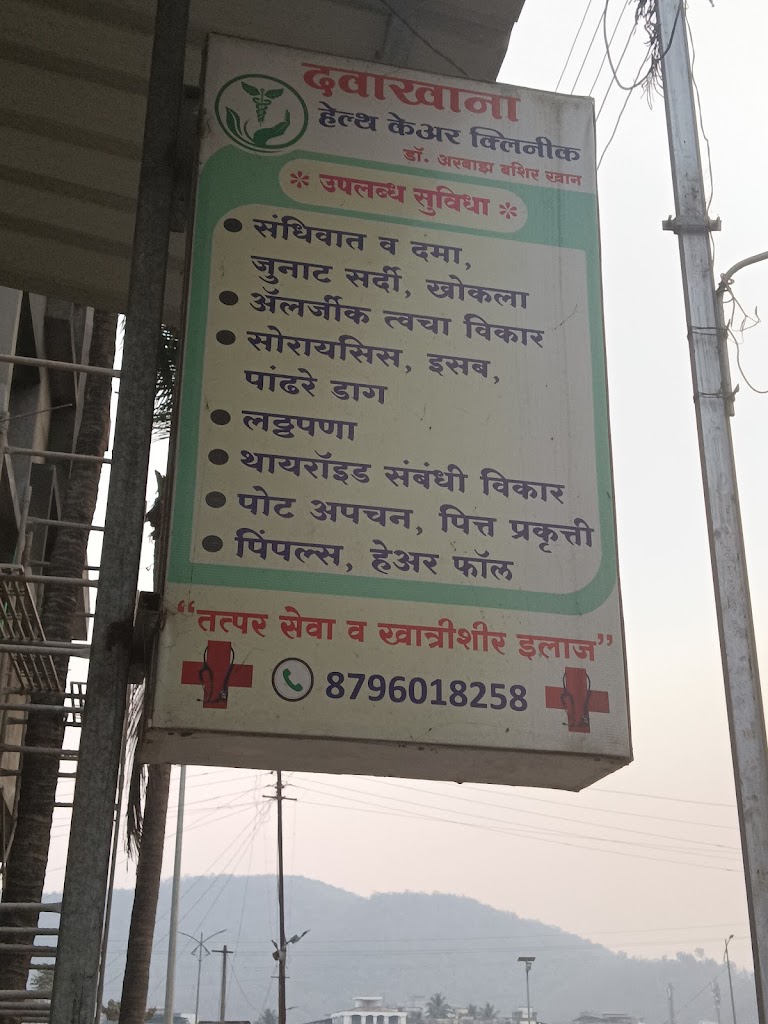 दवाखाना
हेल्थ केअर क्लिनीक
डॉ. अरबाझ बशिर खान
* उपलब्ध सुविधा *
• संधिवात व दमा,
जुनाट सर्दी, खोकला
• ॲलर्जीक त्वचा विकार
• सोरायसिस, इसब,
पांढरे डाग
• लठ्ठपणा
• थायरॉइड संबंधी विकार
• पोट अपचन, पित्त प्रकृत्ती
• पिंपल्स, हेअर फॉल
“तत्पर सेवा व खात्रीशीर इलाज”
8796018258